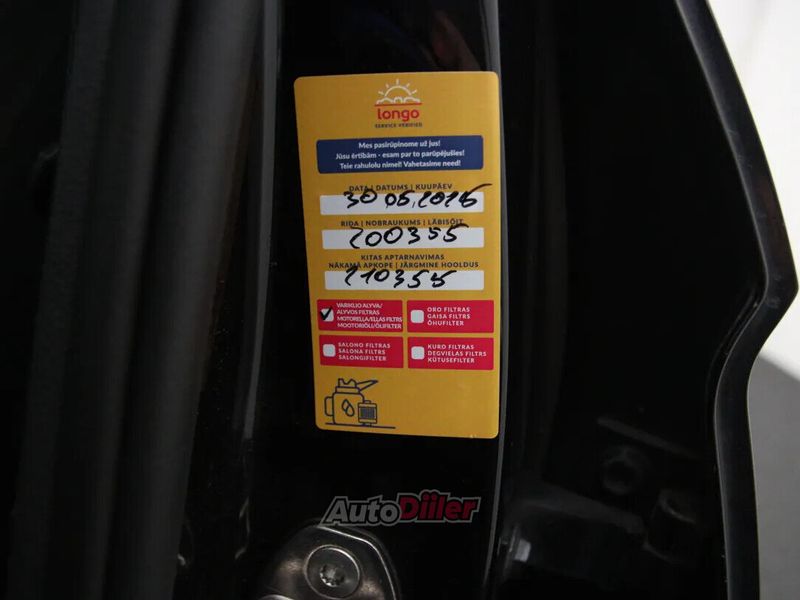 longo
SERVICE VERIFIED
Mes pasirūpinome už jus!
Jūsu ērtībām - esam par to parūpējušies!
Teie rahulolu nimel! Vahetasime need!
DATA | DATUMS | KUUPÄEV
30 05.2025
RIDA | NOBRAUKUMS | LÄBISÕIT
200355
KITAS APTARNAVIMAS
NĀKAMĀ APKOPE | JÄRGMINE HOOLDUS
210355
VARIKLIO ALYVA/
ALYVOS FILTRAS
MOTOREĻĻA/EĻĻAS FILTRS
MOOTORIÕLI/ÕLIFILTER
ORO FILTRAS
GAISA FILTRS
ÕHUFILTER
SALONO FILTRAS
SALONA FILTRS
SALONGIFILTER
KURO FILTRAS
DEGVIELAS FILTRS
KÜTUSEFILTER
AutoDiiler